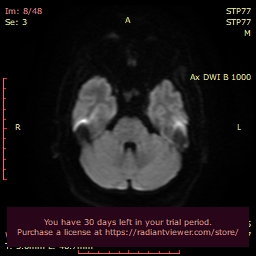 Im: 8/48
Se: 3
A
STP77
STP77
M
Ax DWI B 1000
R
L
You have 30 days left in your trial period.
Purchase a license at https://radiantviewer.com/store/